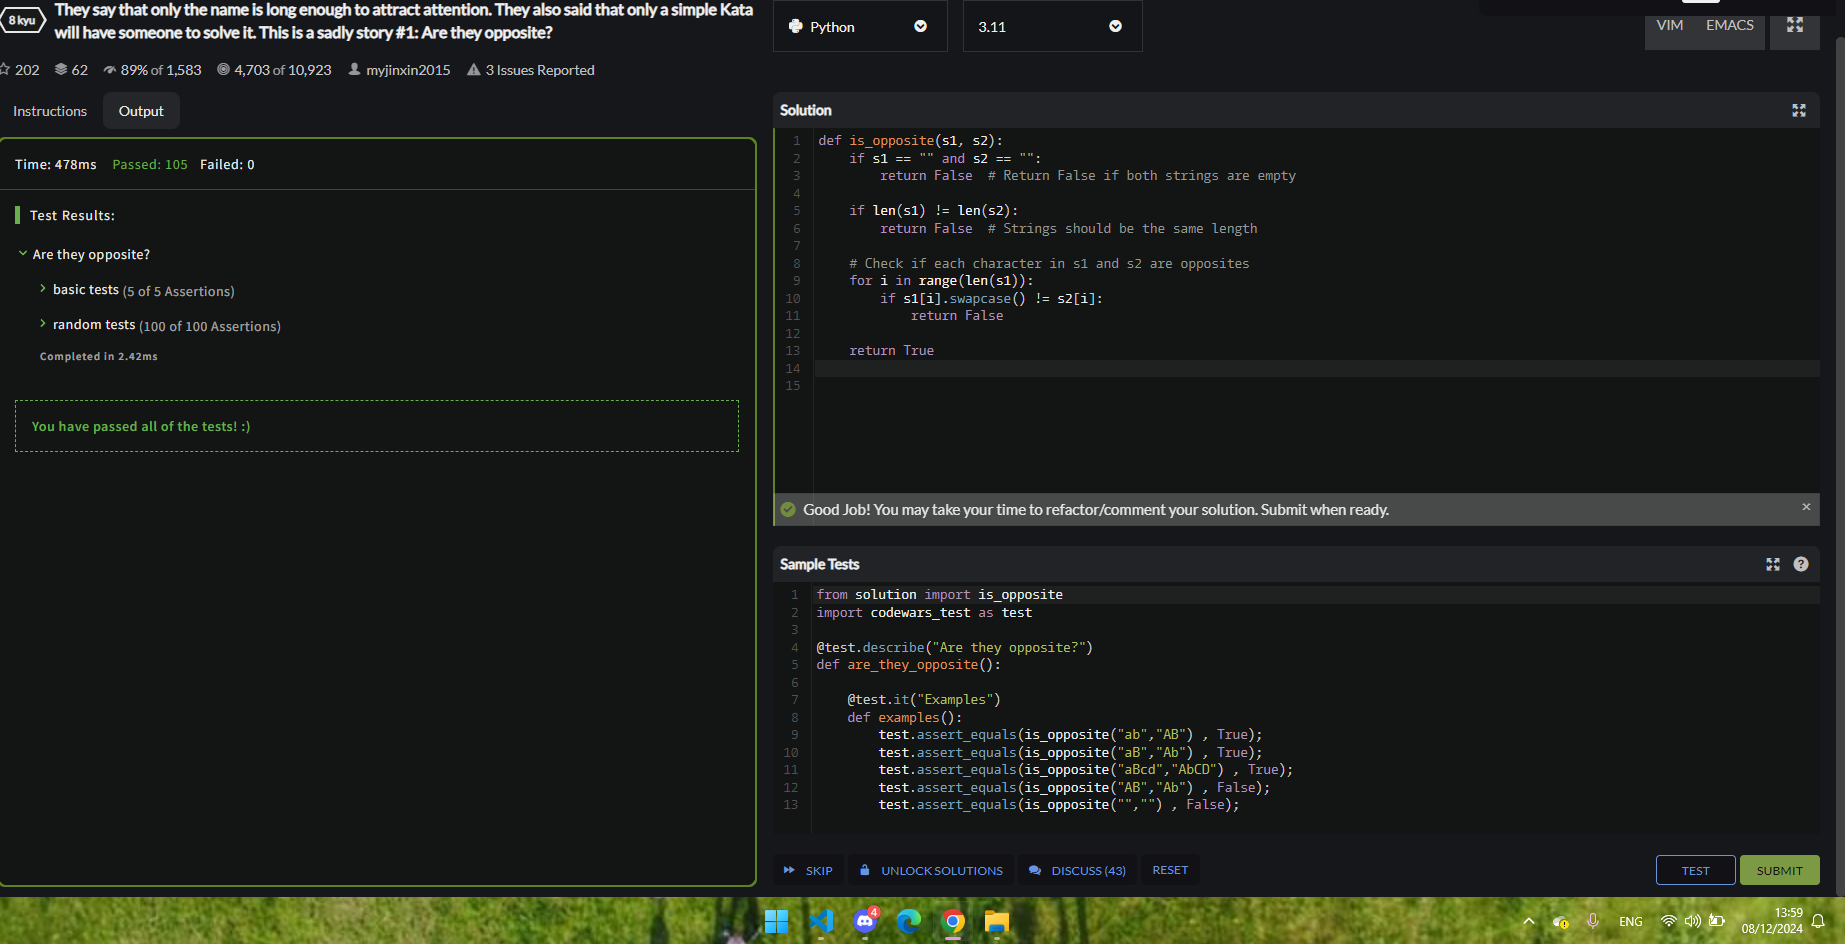 8 kyu
They say that only the name is long enough to attract attention. They also said that only a simple Kata
will have someone to solve it. This is a sadly story #1: Are they opposite?
202 62 89% of 1,583 4,703 of 10,923 myjinxin2015 3 Issues Reported
Python 3.11 VIM EMACS
Instructions Output
Time: 478ms Passed: 105 Failed: 0
Test Results:
Are they opposite?
basic tests (5 of 5 Assertions)
random tests (100 of 100 Assertions)
Completed in 2.42ms
You have passed all of the tests! :)
Solution
1 def is_opposite(s1, s2):
2     if s1 == "" and s2 == "":
3         return False  # Return False if both strings are empty
4
5     if len(s1) != len(s2):
6         return False  # Strings should be the same length
7
8     # Check if each character in s1 and s2 are opposites
9     for i in range(len(s1)):
10         if s1[i].swapcase() != s2[i]:
11             return False
12
13     return True
14
15
Good Job! You may take your time to refactor/comment your solution. Submit when ready. ×
Sample Tests ?
1 from solution import is_opposite
2 import codewars_test as test
3
4 @test.describe("Are they opposite?")
5 def are_they_opposite():
6
7     @test.it("Examples")
8     def examples():
9         test.assert_equals(is_opposite("ab","AB") , True);
10         test.assert_equals(is_opposite("aB","Ab") , True);
11         test.assert_equals(is_opposite("aBcd","AbCD") , True);
12         test.assert_equals(is_opposite("AB","Ab") , False);
13         test.assert_equals(is_opposite("","") , False);
SKIP UNLOCK SOLUTIONS DISCUSS (43) RESET TEST SUBMIT
4
ENG
13:59
08/12/2024